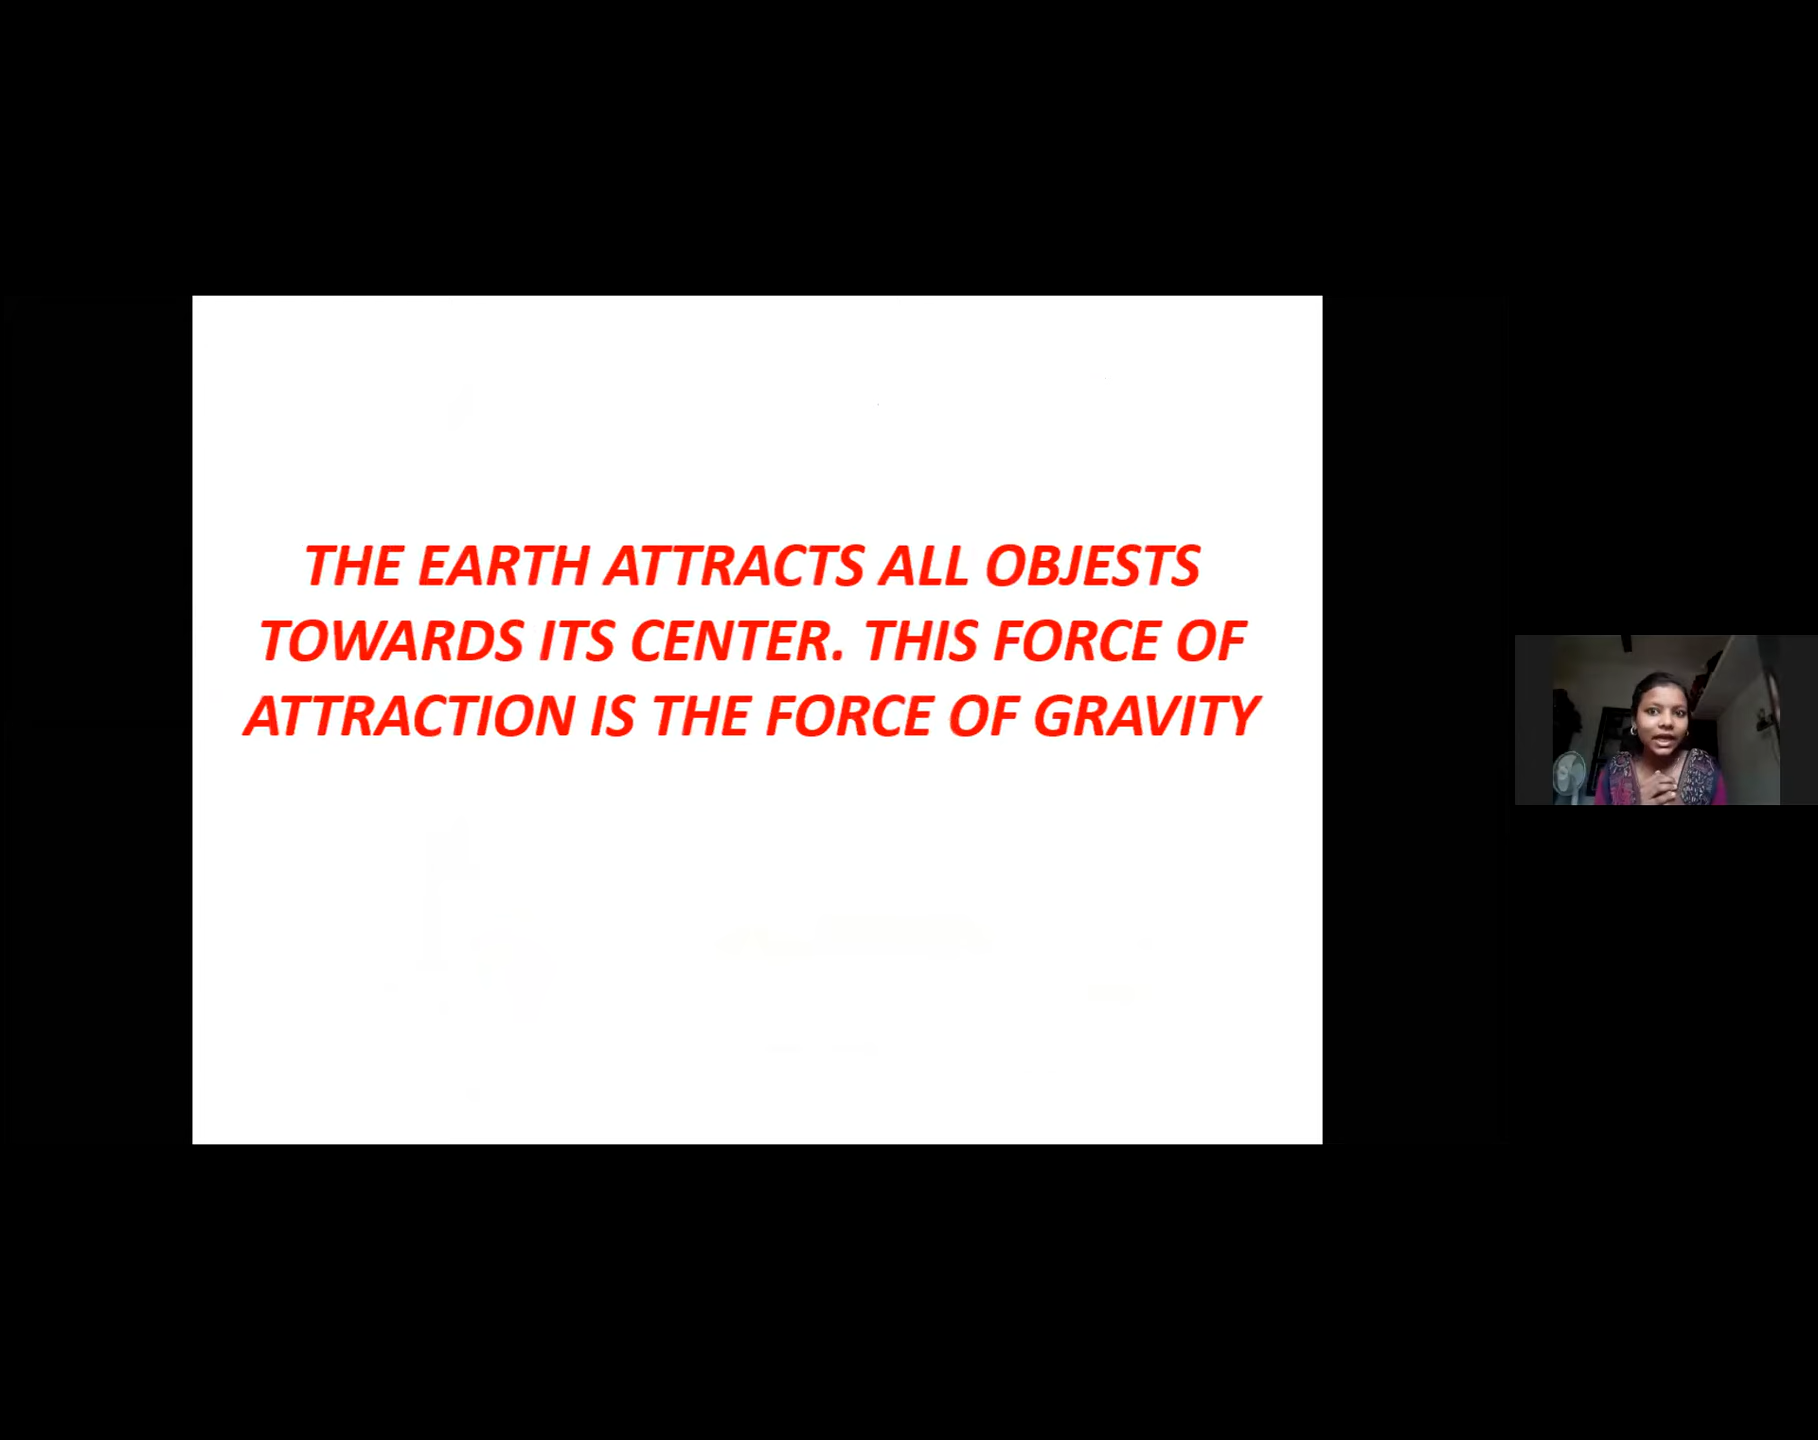 THE EARTH ATTRACTS ALL OBJESTS
TOWARDS ITS CENTER. THIS FORCE OF
ATTRACTION IS THE FORCE OF GRAVITY